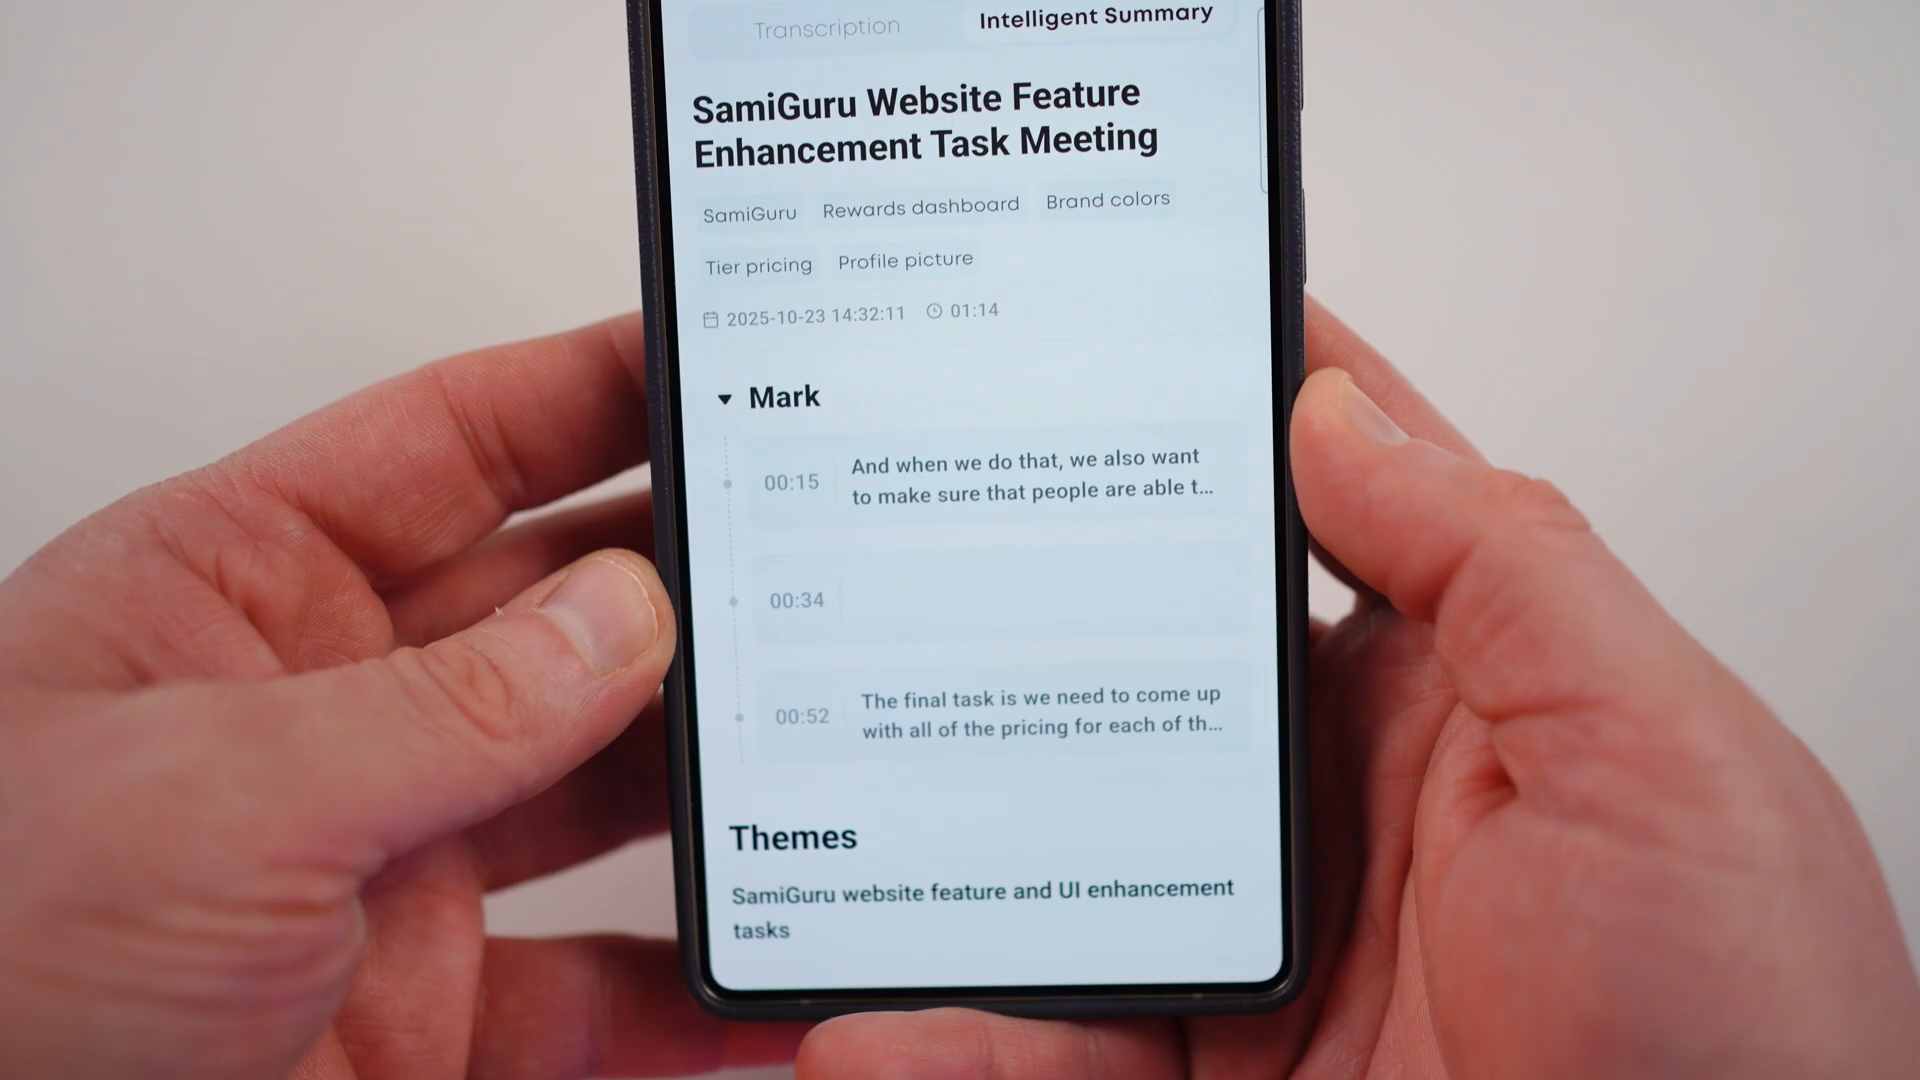 Transcription Intelligent Summary
SamiGuru Website Feature
Enhancement Task Meeting
SamiGuru Rewards dashboard Brand colors
Tier pricing Profile picture
2025-10-23 14:32:11 01:14
Mark
00:15 And when we do that, we also want
to make sure that people are able t...
00:34
00:52 The final task is we need to come up
with all of the pricing for each of th...
Themes
SamiGuru website feature and UI enhancement
tasks